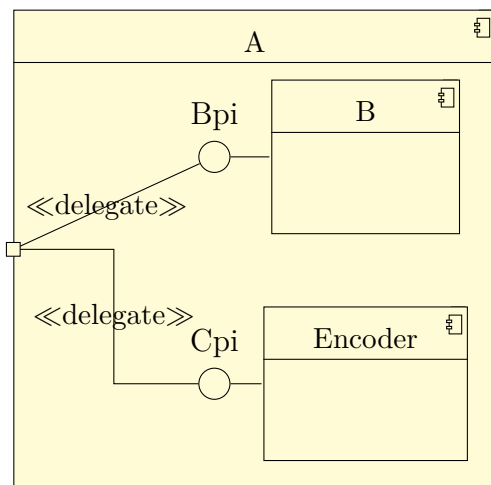 A
Bpi
B
≪delegate≫
≪delegate≫
Cpi
Encoder